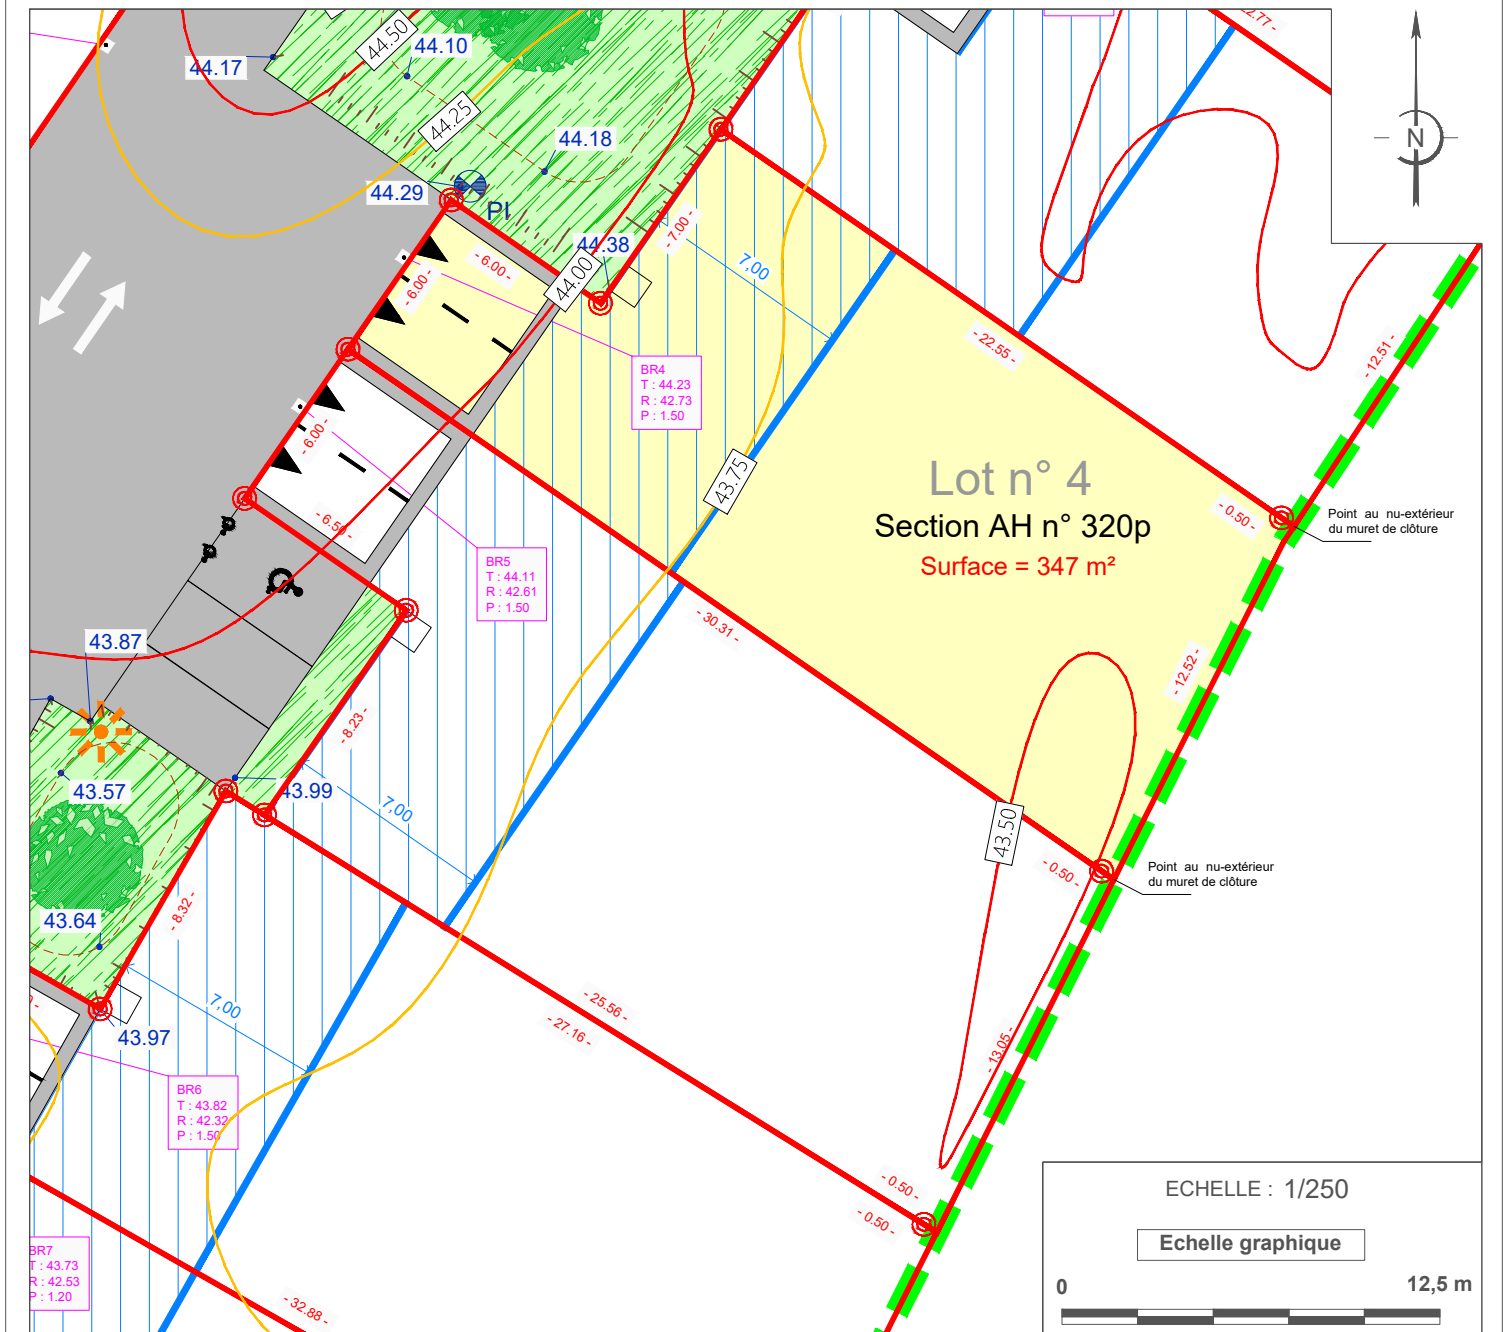 44.50
44.10
44.17
44.25
44.18
44.29
PI
44.38
44.00
- 7.00 -
7,00
- 6.00 -
- 6.00 -
N
- 22.55 -
- 12.51 -
BR4
T : 44.23
R : 42.73
P : 1.50
- 6.00 -
43.75
Lot n° 4
Section AH n° 320p
Surface = 347 m²
- 0.50 -
Point au nu-extérieur
du muret de clôture
- 6.50 -
BR5
T : 44.11
R : 42.61
P : 1.50
- 30.31 -
- 12.52 -
43.87
- 8.23 -
43.57
43.99
7,00
43.50
- 0.50 -
Point au nu-extérieur
du muret de clôture
- 8.32 -
43.64
7,00
43.97
- 25.56 -
- 27.16 -
- 13.05 -
BR6
T : 43.82
R : 42.32
P : 1.50
- 0.50 -
- 0.50 -
BR7
T : 43.73
R : 42.53
P : 1.20
- 32.88 -
ECHELLE : 1/250
Echelle graphique
0 12,5 m